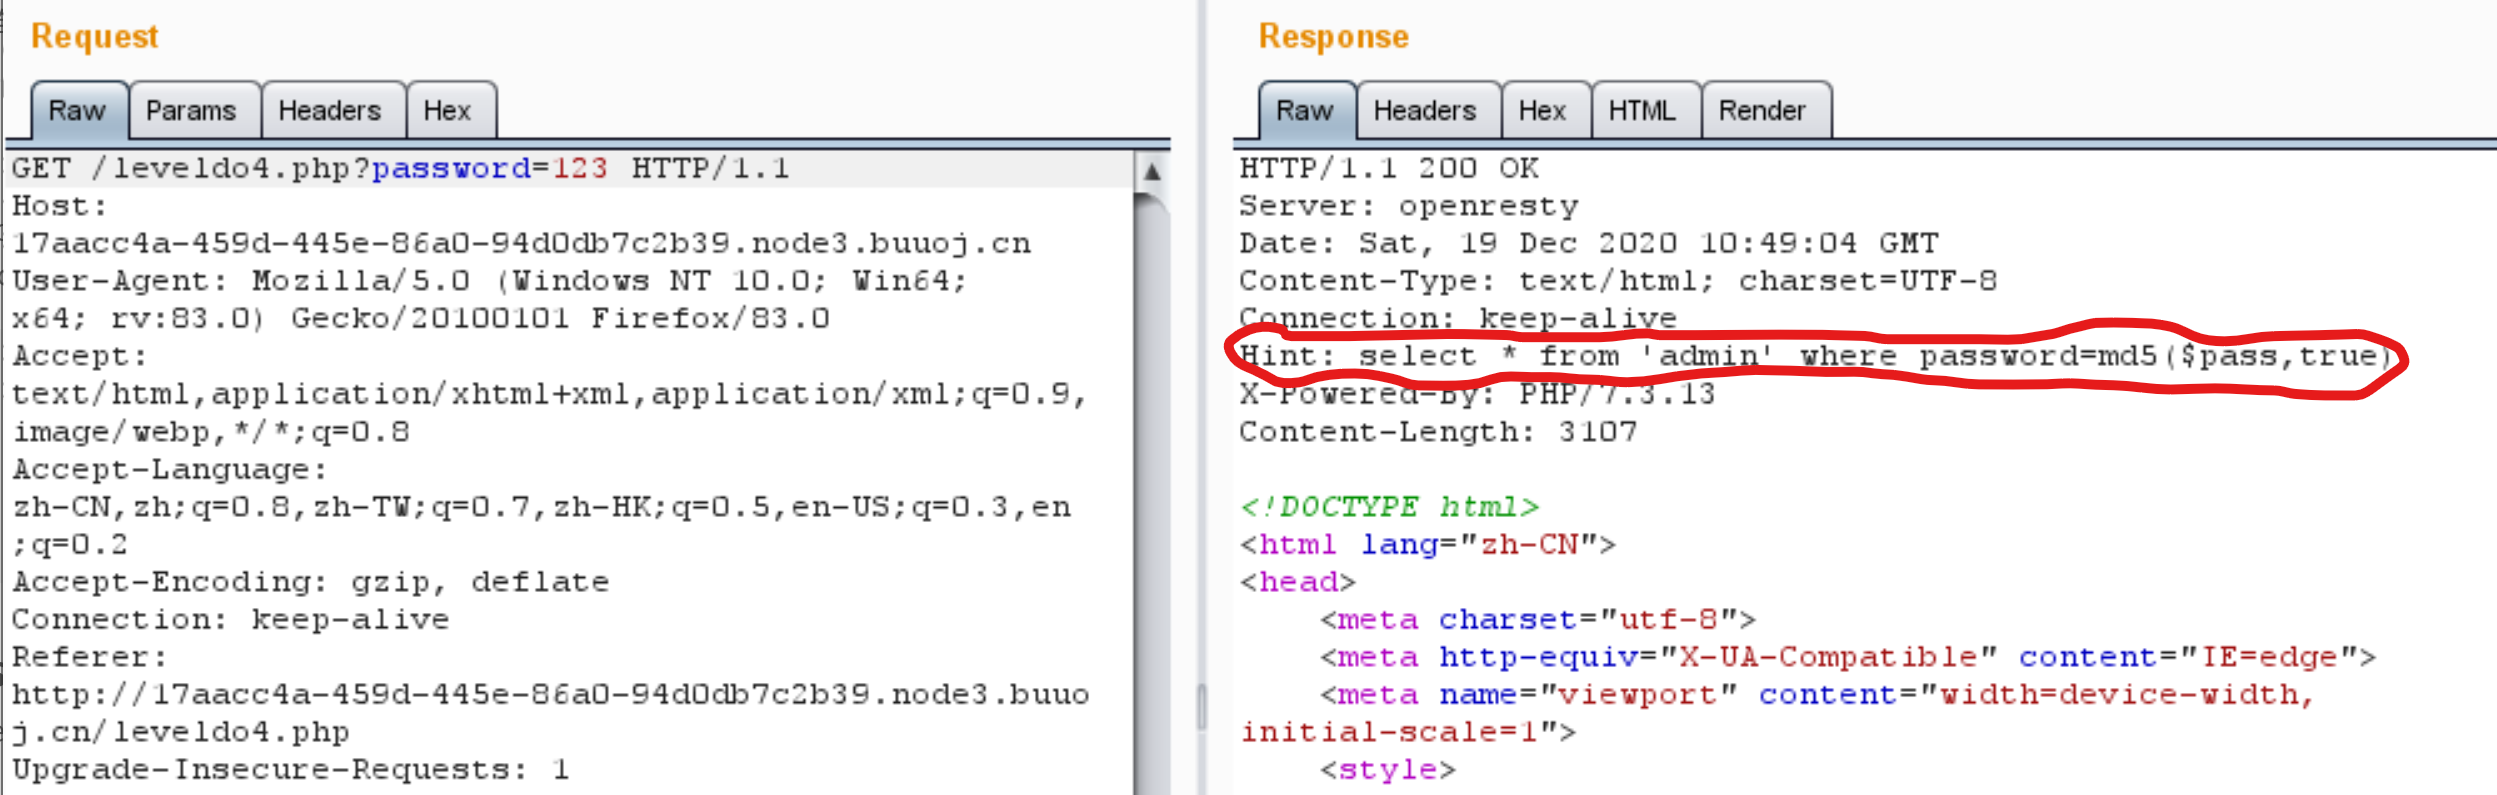 Request
Raw Params Headers Hex
GET /leveldo4.php?password=123 HTTP/1.1
Host:
17aacc4a-459d-445e-86a0-94d0db7c2b39.node3.buuoj.cn
User-Agent: Mozilla/5.0 (Windows NT 10.0; Win64;
x64; rv:83.0) Gecko/20100101 Firefox/83.0
Accept:
text/html,application/xhtml+xml,application/xml;q=0.9,
image/webp,*/*;q=0.8
Accept-Language:
zh-CN,zh;q=0.8,zh-TW;q=0.7,zh-HK;q=0.5,en-US;q=0.3,en
;q=0.2
Accept-Encoding: gzip, deflate
Connection: keep-alive
Referer:
http://17aacc4a-459d-445e-86a0-94d0db7c2b39.node3.buuo
j.cn/leveldo4.php
Upgrade-Insecure-Requests: 1
Response
Raw Headers Hex HTML Render
HTTP/1.1 200 OK
Server: openresty
Date: Sat, 19 Dec 2020 10:49:04 GMT
Content-Type: text/html; charset=UTF-8
Connection: keep-alive
Hint: select * from 'admin' where password=md5($pass,true)
X-Powered-By: PHP/7.3.13
Content-Length: 3107
<!DOCTYPE html>
<html lang="zh-CN">
<head>
<meta charset="utf-8">
<meta http-equiv="X-UA-Compatible" content="IE=edge">
<meta name="viewport" content="width=device-width,
initial-scale=1">
<style>